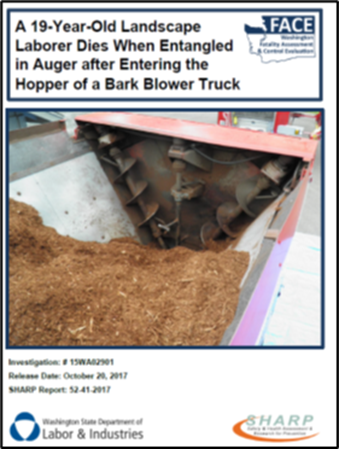 A 19-Year-Old Landscape
Laborer Dies When Entangled
in Auger after Entering the
Hopper of a Bark Blower Truck
FACE
Washington
Fatality Assessment
& Control Evaluation
Investigation: # 15WA02901
Release Date: October 20, 2017
SHARP Report: 52-41-2017
Washington State Department of
Labor & Industries
SHARP
Safety & Health Assessment &
Research for Prevention